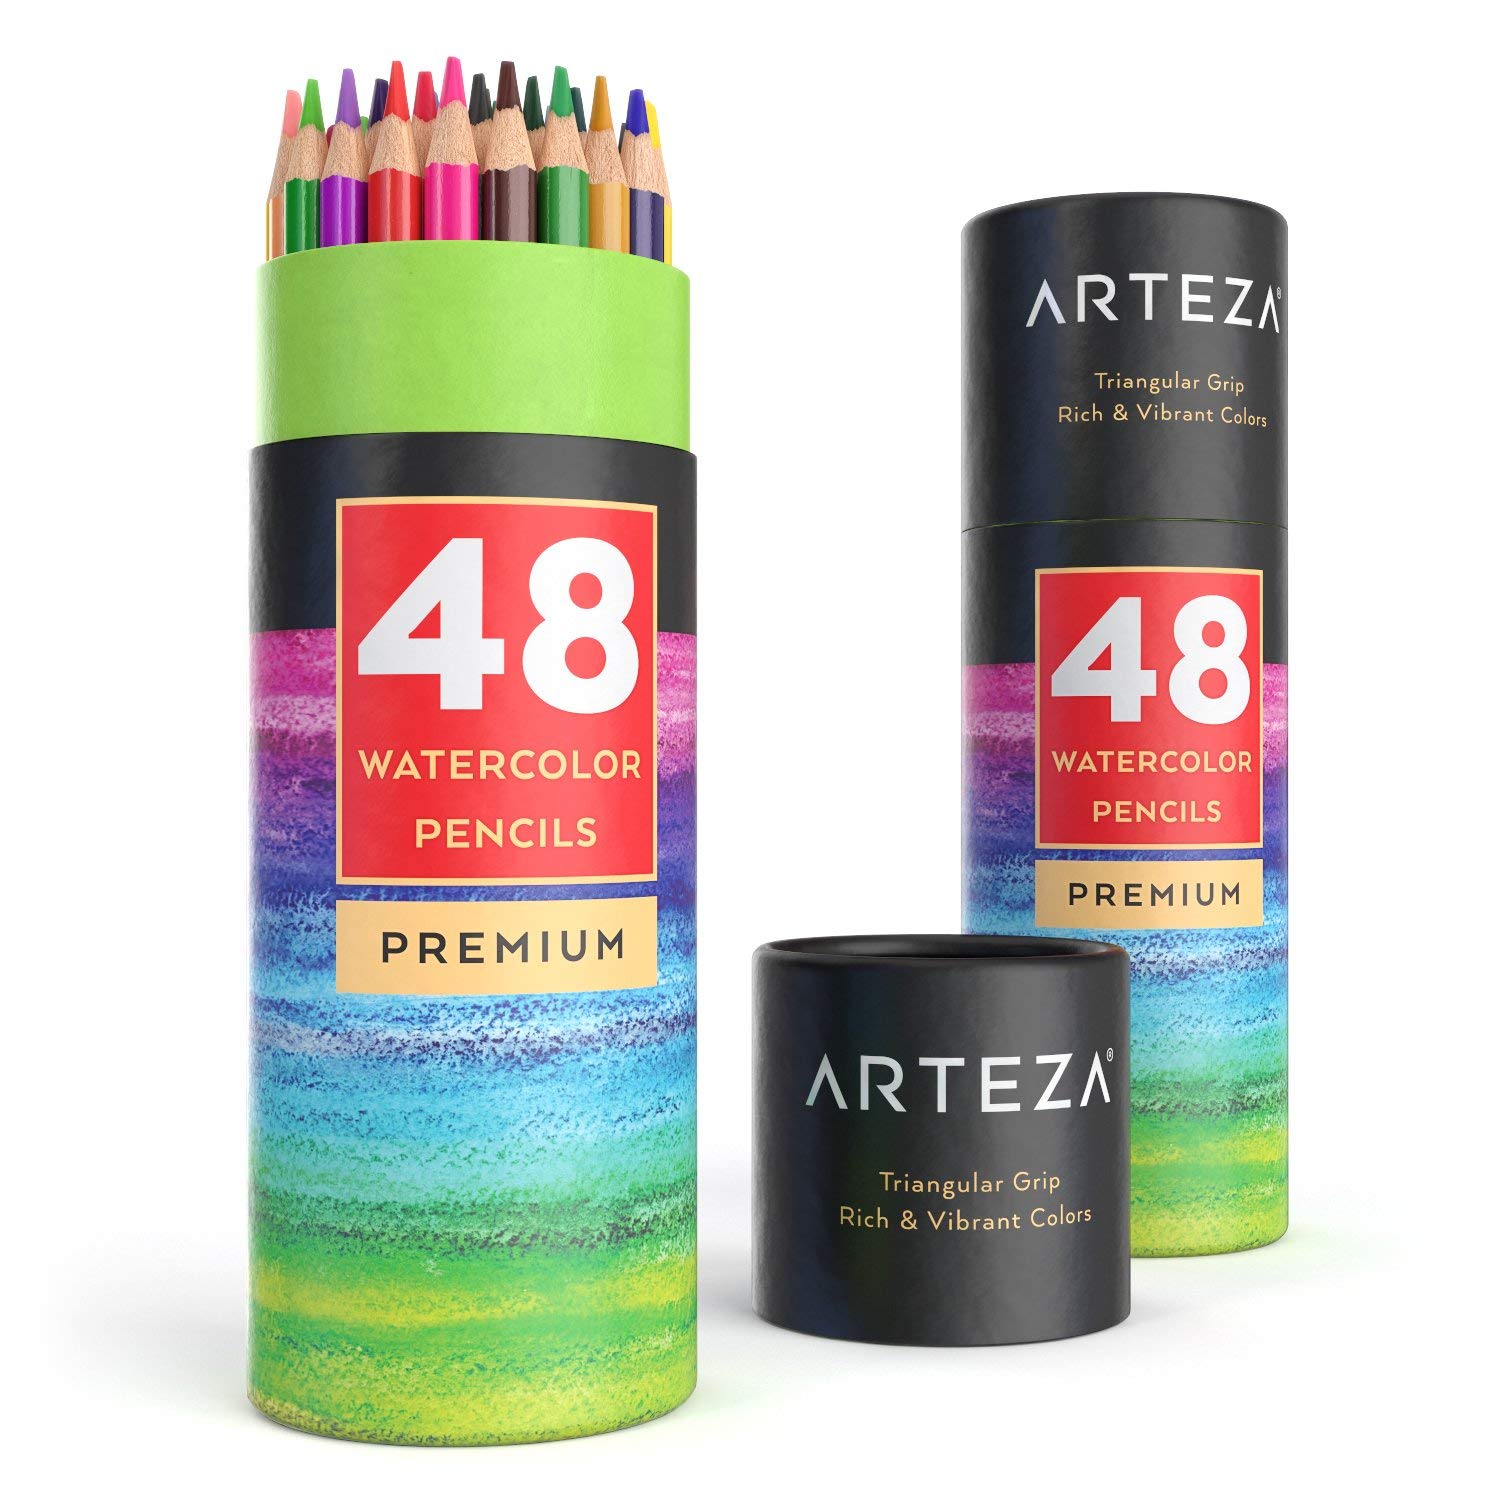 48
WATERCOLOR
PENCILS
PREMIUM
ARTEZA®
Triangular Grip
Rich & Vibrant Colors
ARTEZA®
Triangular Grip
Rich & Vibrant Colors
48
WATERCOLOR
PENCILS
PREMIUM